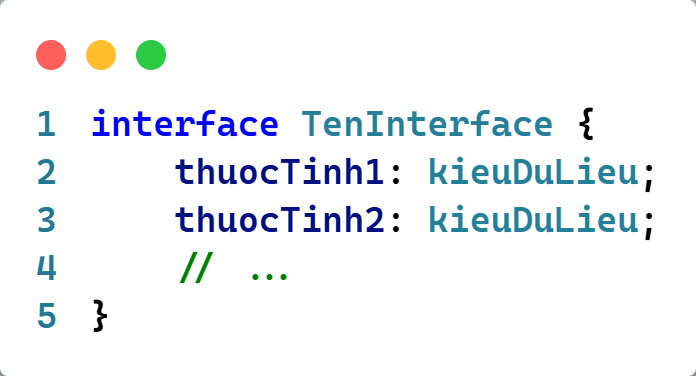 1 interface TenInterface {
2     thuocTinh1: kieuDuLieu;
3     thuocTinh2: kieuDuLieu;
4     // ...
5 }